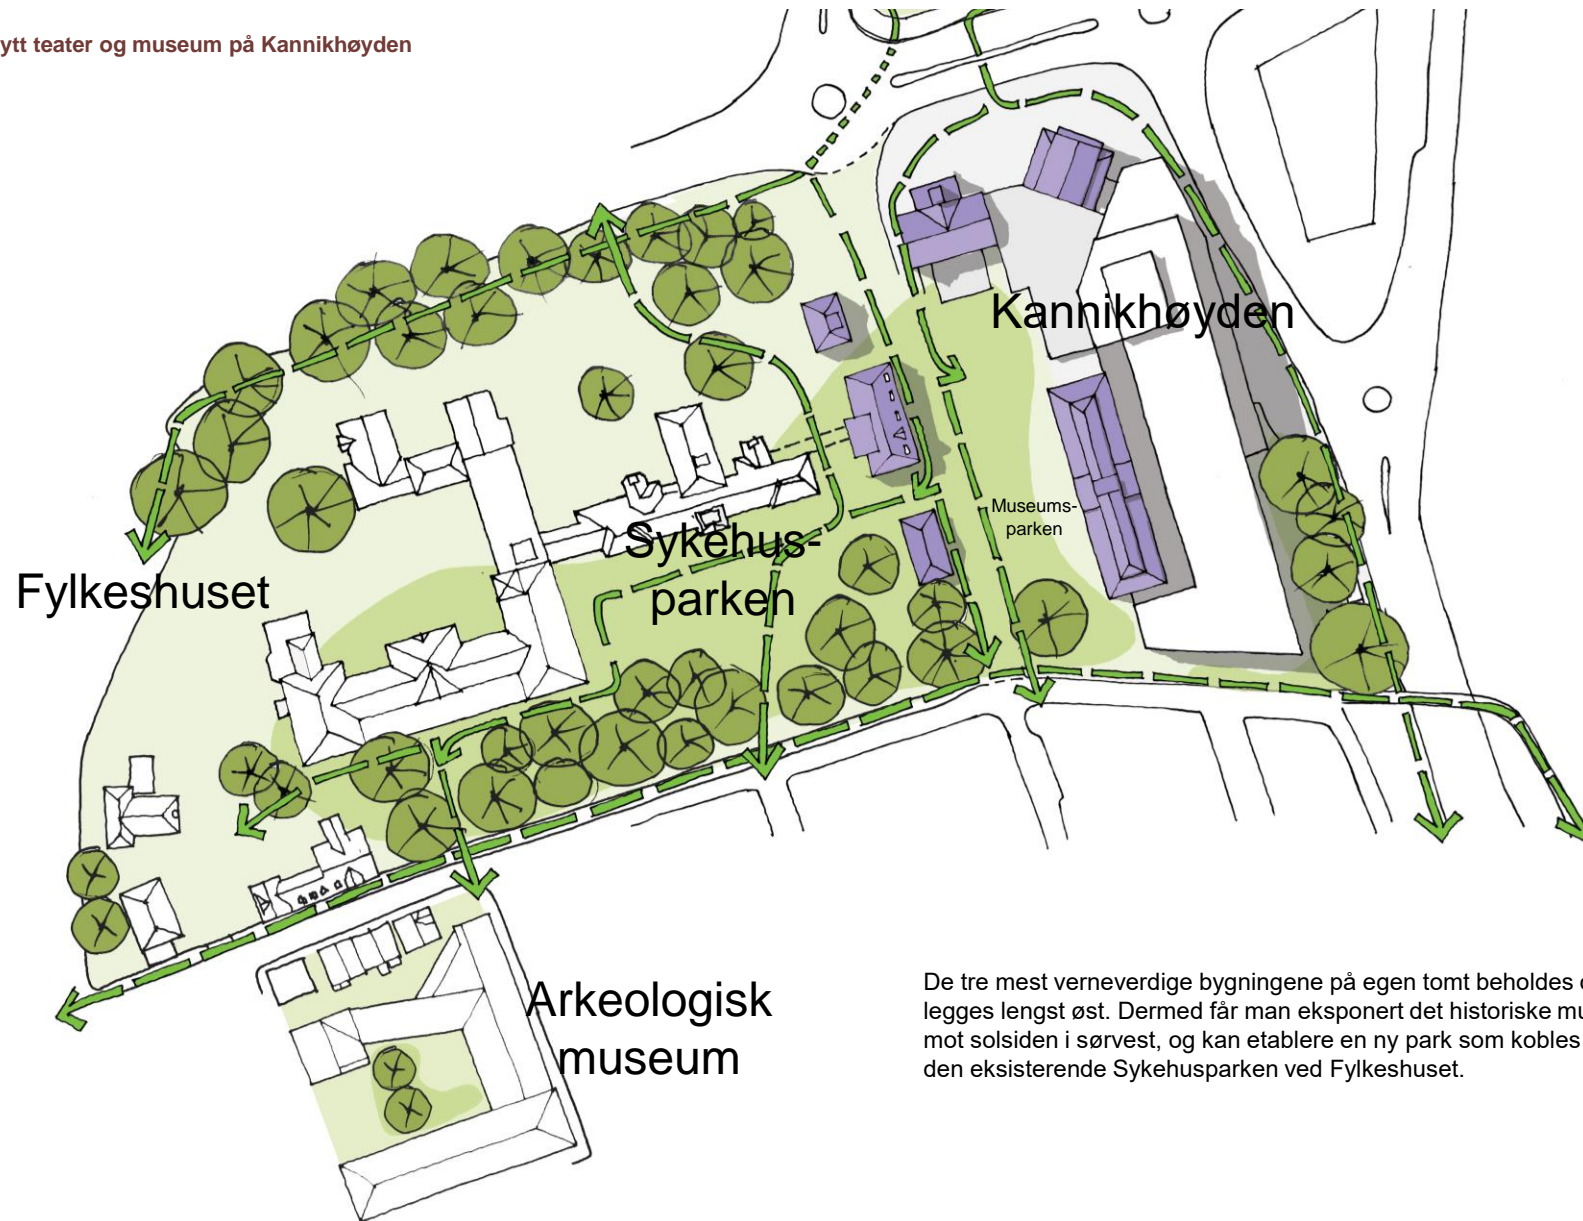 ytt teater og museum på Kannikhøyden
Kannikhøyden
Museums-
parken
Sykehus-
parken
Fylkeshuset
Arkeologisk
museum
De tre mest verneverdige bygningene på egen tomt beholdes
legges lengst øst. Dermed får man eksponert det historiske
mot solsiden i sørvest, og kan etablere en ny park som kobles
den eksisterende Sykehusparken ved Fylkeshuset.